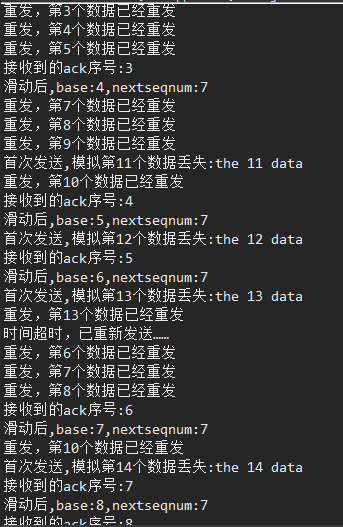 重发，第3个数据已经重发
重发，第4个数据已经重发
重发，第5个数据已经重发
接收到的ack序号:3
滑动后,base:4,nextseqnum:7
重发，第7个数据已经重发
重发，第8个数据已经重发
重发，第9个数据已经重发
首次发送,模拟第11个数据丢失:the 11 data
重发，第10个数据已经重发
接收到的ack序号:4
滑动后,base:5,nextseqnum:7
首次发送,模拟第12个数据丢失:the 12 data
接收到的ack序号:5
滑动后,base:6,nextseqnum:7
首次发送,模拟第13个数据丢失:the 13 data
重发，第13个数据已经重发
时间超时，已重新发送……
重发，第6个数据已经重发
重发，第7个数据已经重发
重发，第8个数据已经重发
接收到的ack序号:6
滑动后,base:7,nextseqnum:7
重发，第10个数据已经重发
首次发送,模拟第14个数据丢失:the 14 data
接收到的ack序号:7
滑动后,base:8,nextseqnum:7
接收到的ack序号:8